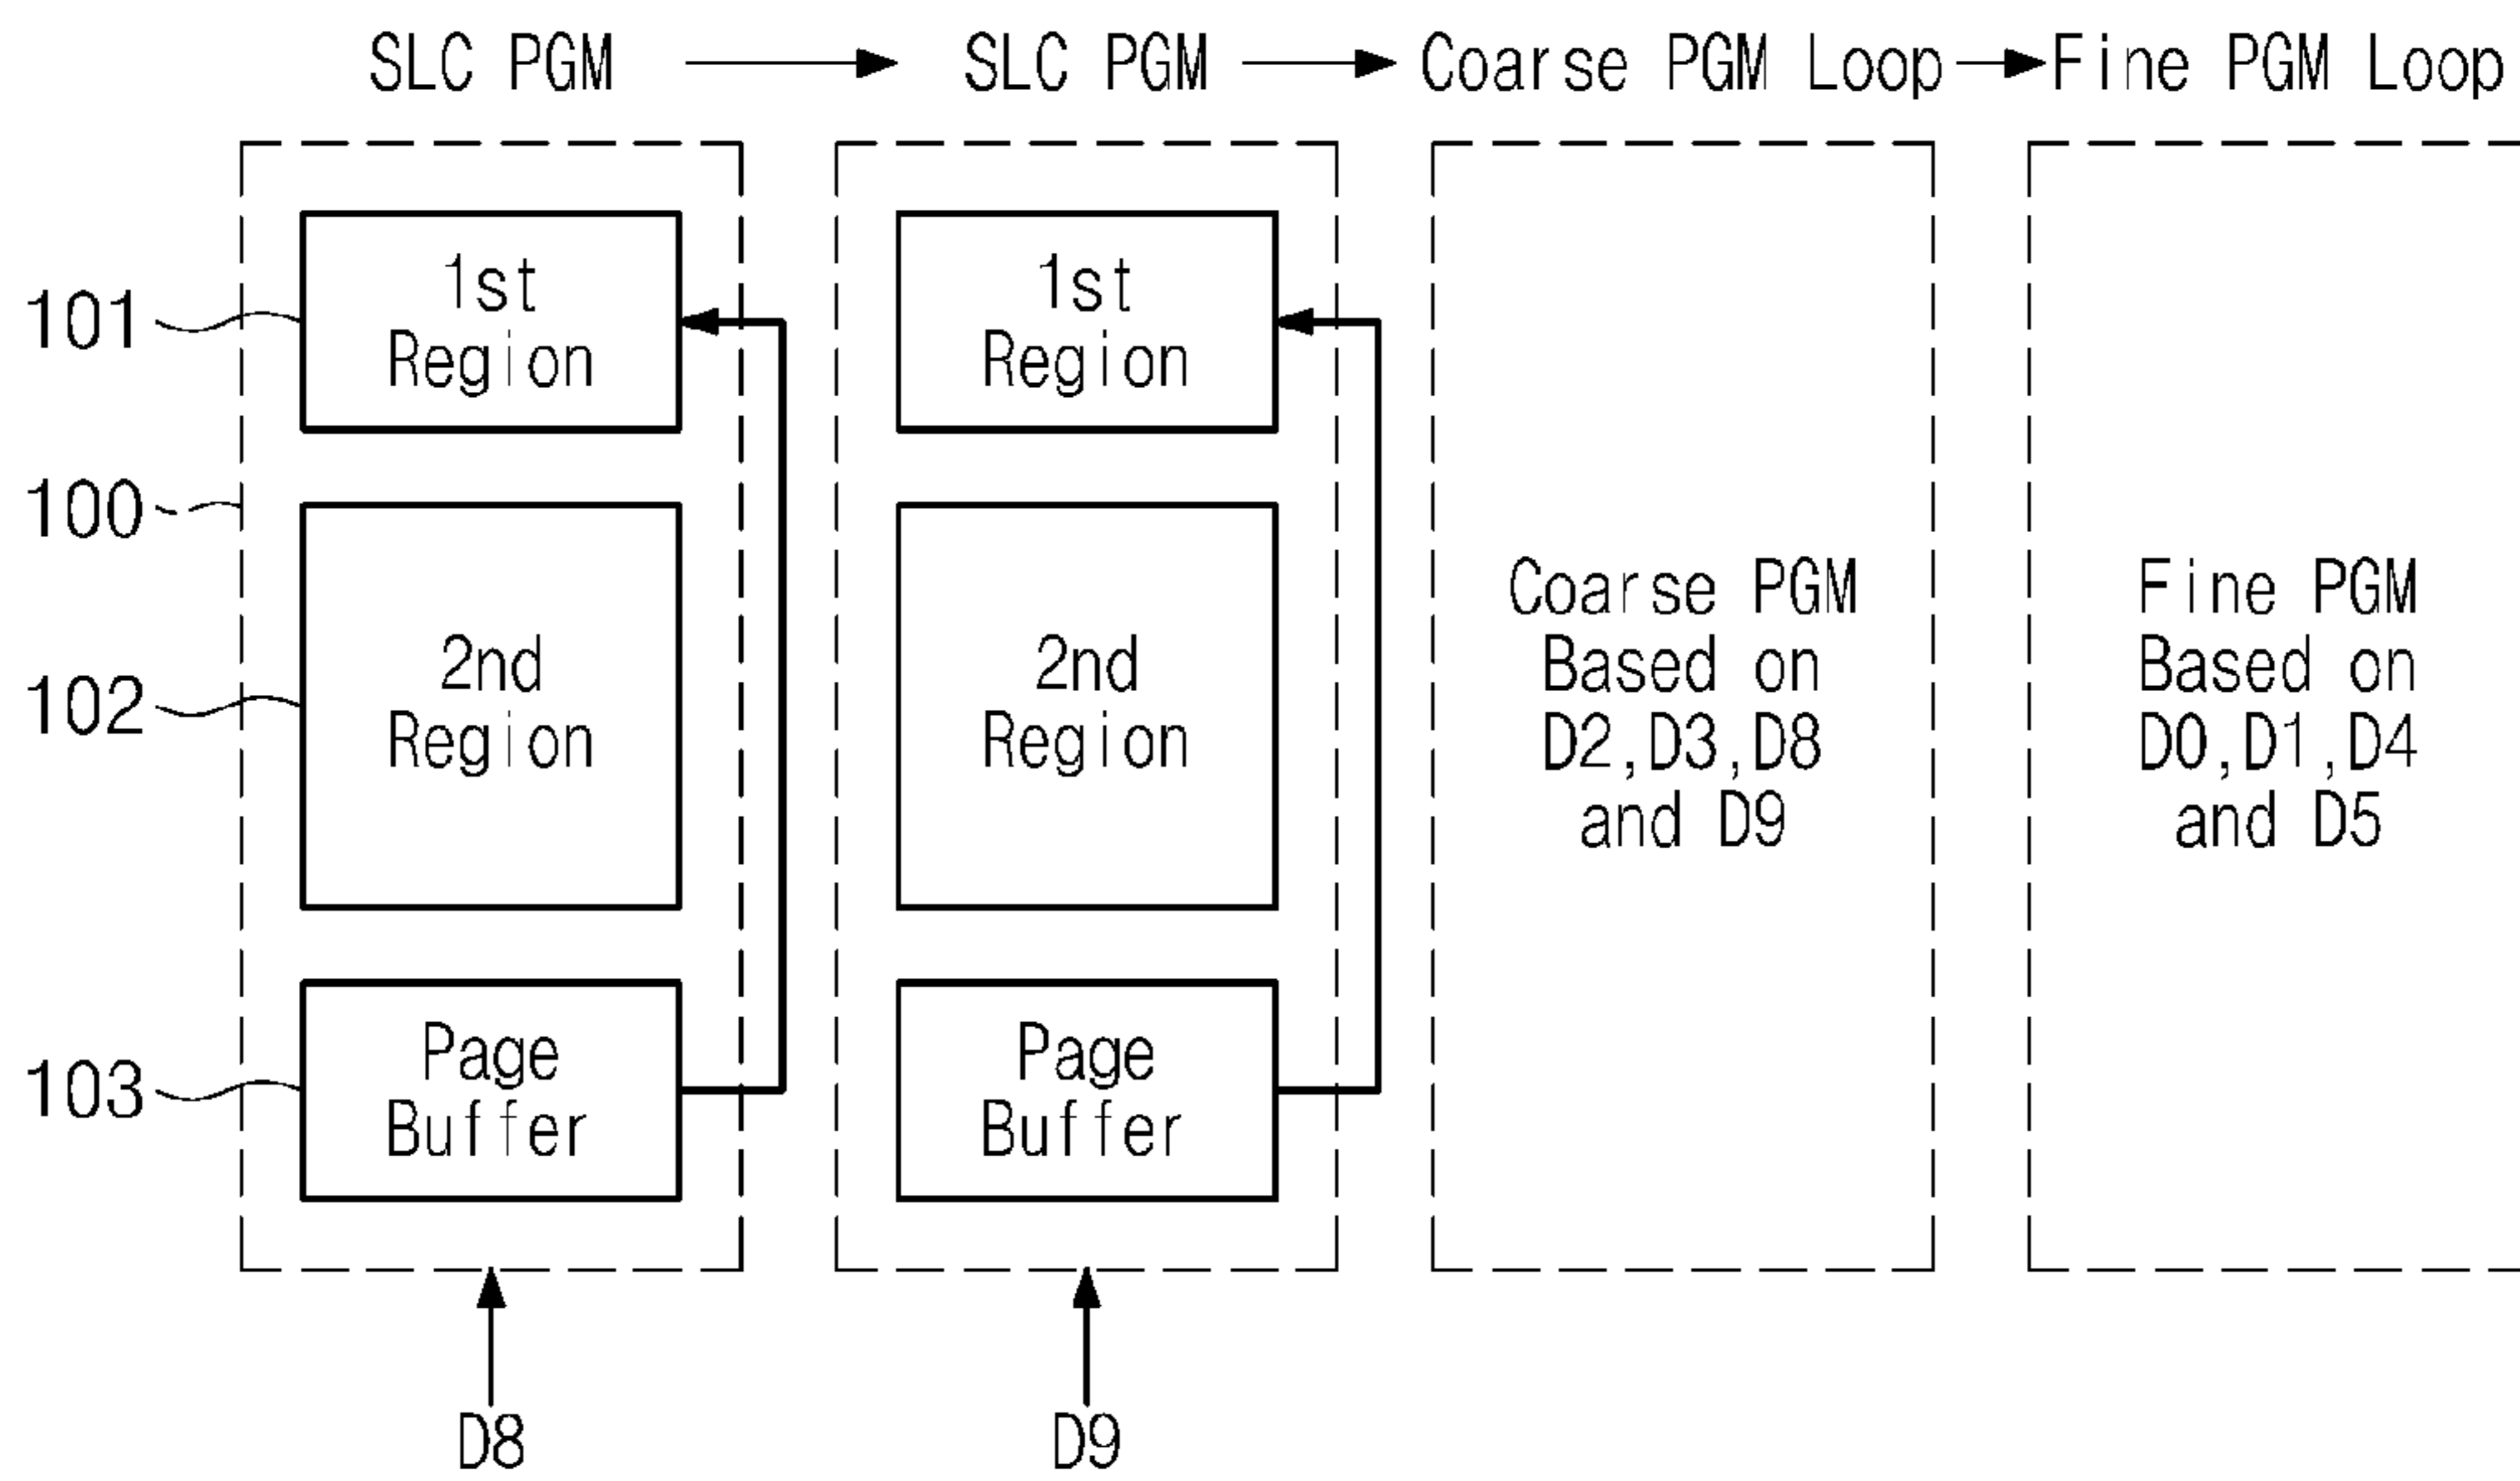 SLC PGM
SLC PGM
Coarse PGM Loop
Fine PGM Loop
101
1st
Region
1st
Region
100
102
2nd
Region
2nd
Region
Coarse PGM
Based on
D2,D3,D8
and D9
Fine PGM
Based on
D0,D1,D4
and D5
103
Page
Buffer
Page
Buffer
D8
D9